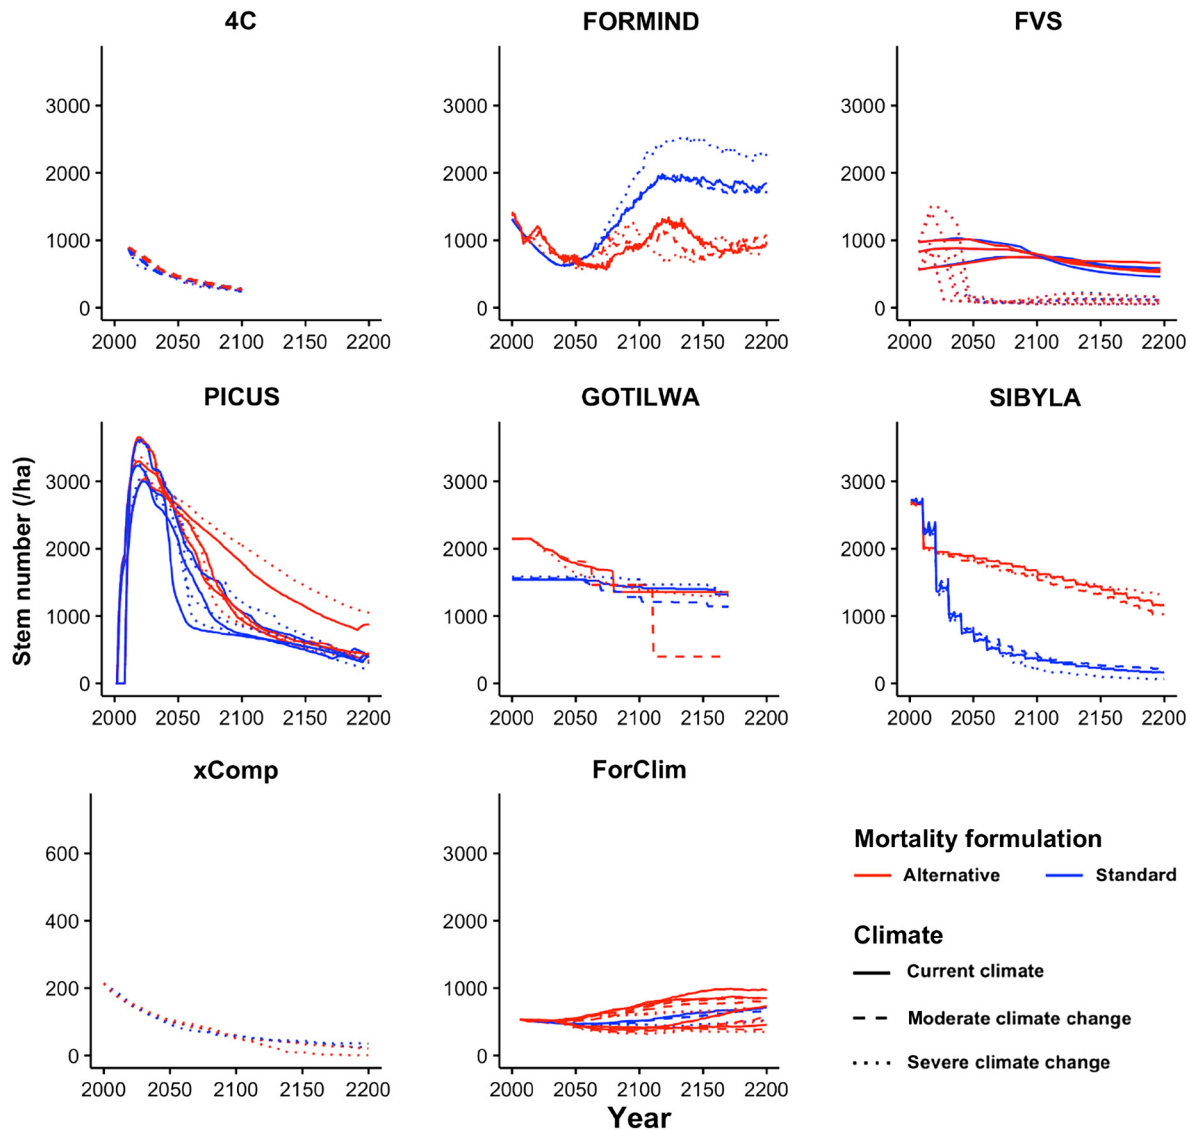 4C
FORMIND
FVS
3000
2000
1000
0
2000 2050 2100 2150 2200
3000
2000
1000
0
2000 2050 2100 2150 2200
3000
2000
1000
0
2000 2050 2100 2150 2200
PICUS
GOTILWA
SIBYLA
Stem number (/ha)
3000
2000
1000
0
2000 2050 2100 2150 2200
3000
2000
1000
0
2000 2050 2100 2150 2200
3000
2000
1000
0
2000 2050 2100 2150 2200
xComp
ForClim
600
400
200
0
2000 2050 2100 2150 2200
3000
2000
1000
0
2000 2050 2100 2150 2200
Year
Mortality formulation
Alternative Standard
Climate
Current climate
Moderate climate change
Severe climate change